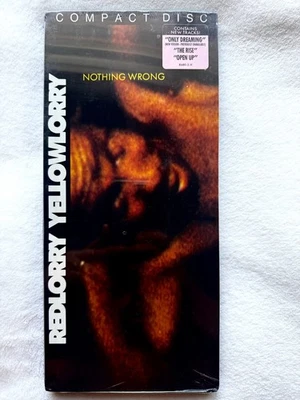 COMPACT DISC
CONTAINS
NEW TRACKS!
"ONLY DREAMING"
"THE RISE"
"OPEN UP"
NOTHING WRONG
REDLORRY YELLOWLORRY